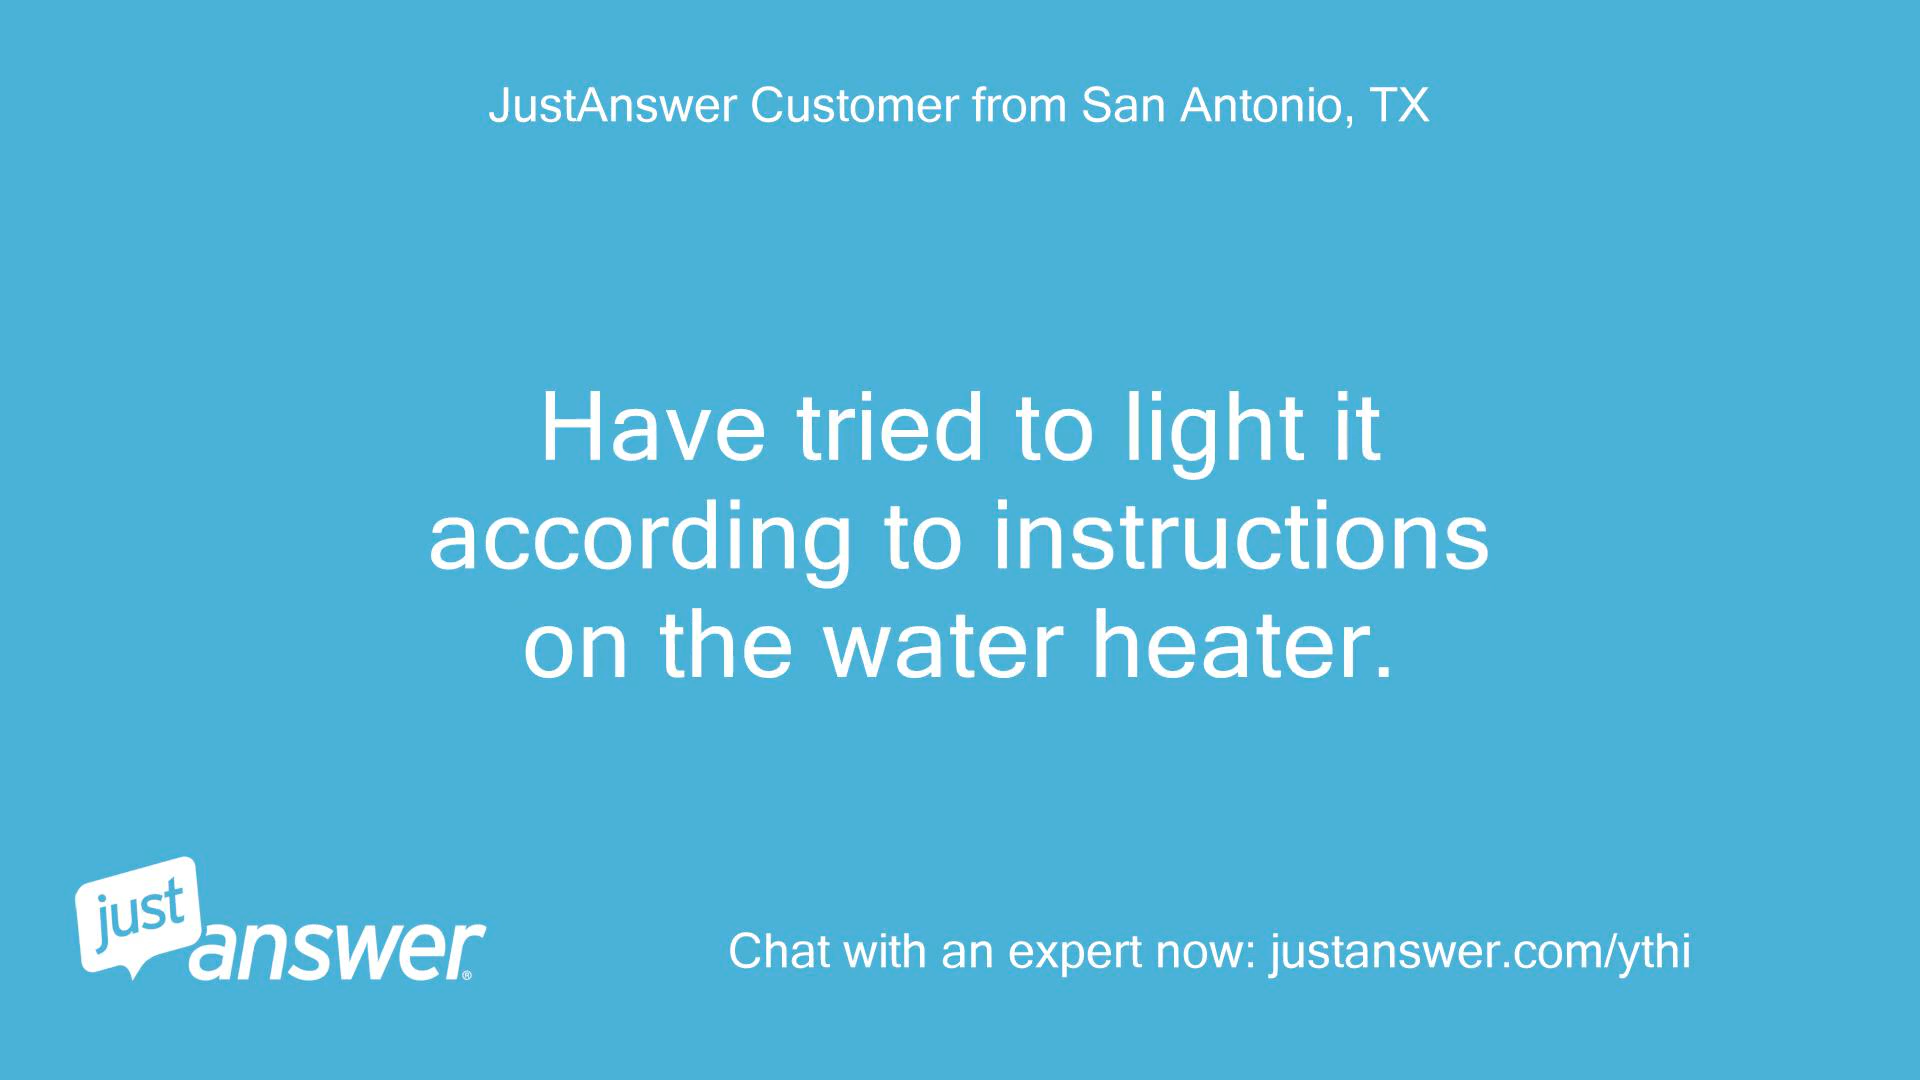 JustAnswer Customer from San Antonio, TX
Have tried to light it
according to instructions
on the water heater.
just
answer®
Chat with an expert now: justanswer.com/ythi